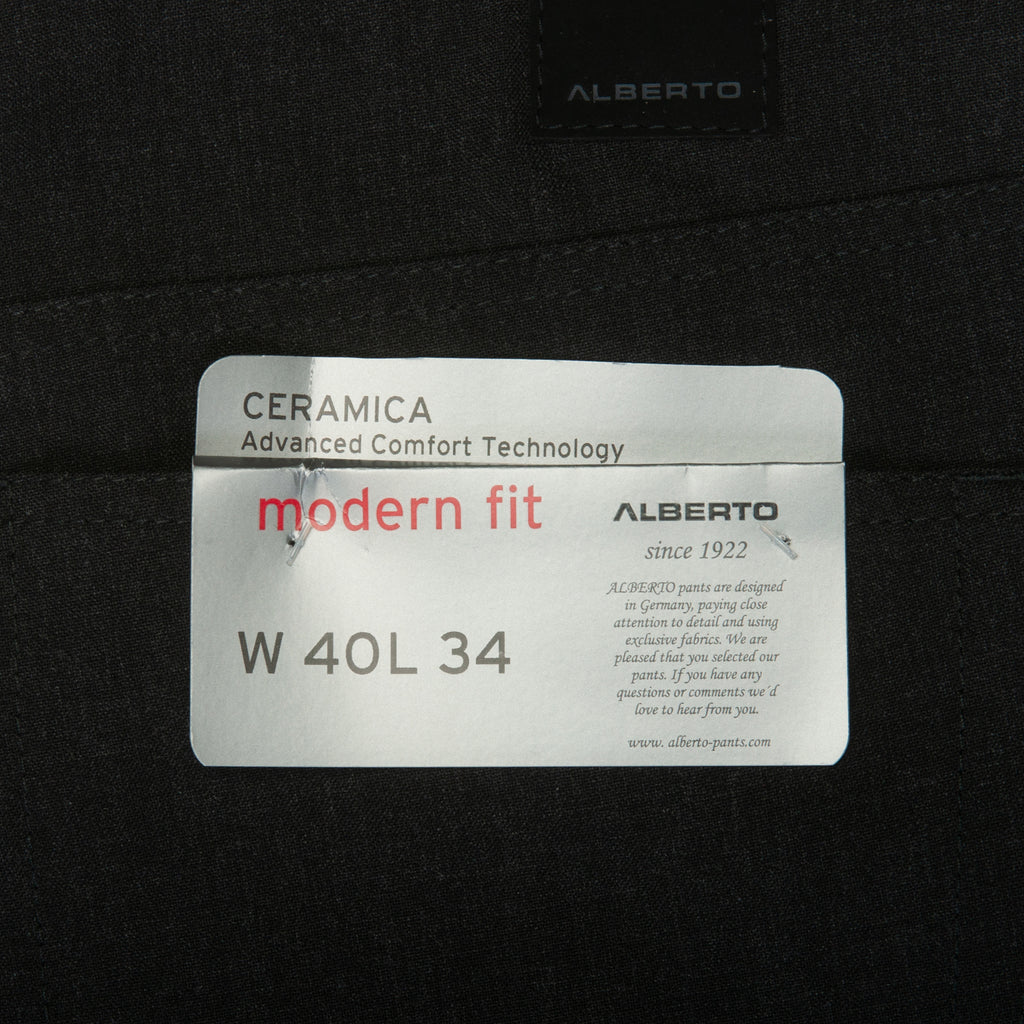 ALBERTO
CERAMICA
Advanced Comfort Technology
modern fit
W 40L 34
ALBERTO
since 1922
ALBERTO pants are designed
in Germany, paying close
attention to detail and using
exclusive fabrics. We are
pleased that you selected our
pants. If you have any
questions or comments we´d
love to hear from you.
www. alberto-pants.com